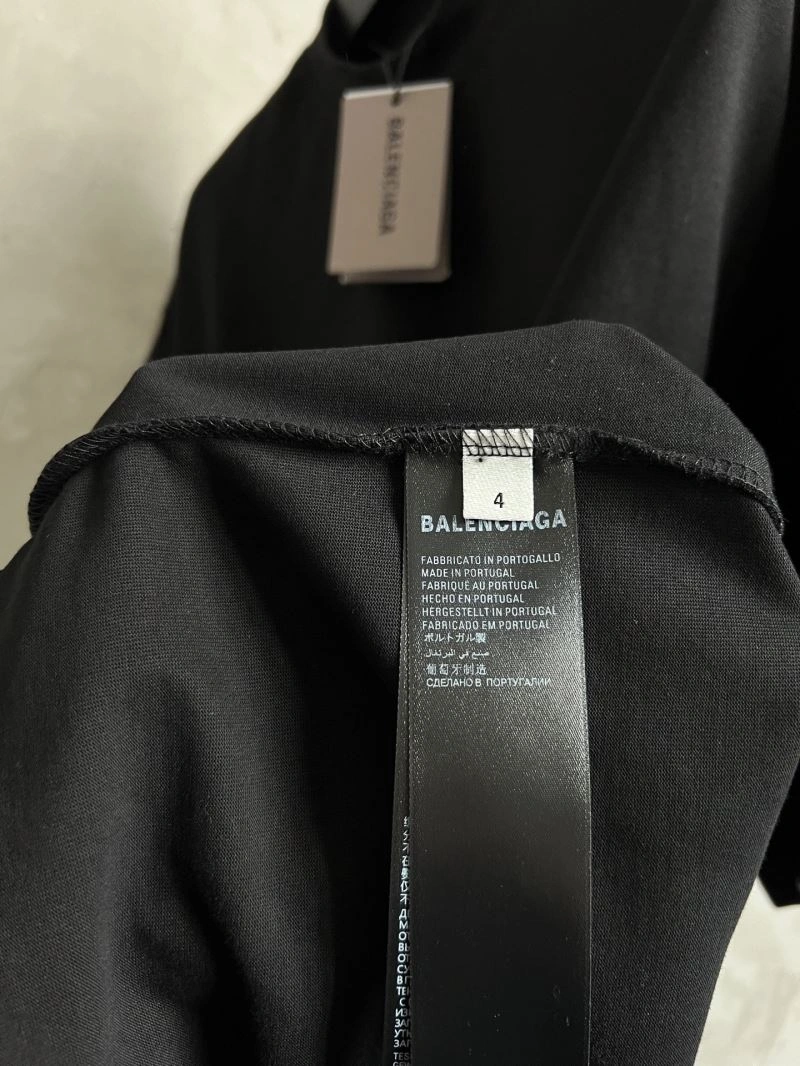 BALENCIAGA
4
BALENCIAGA
FABBRICATO IN PORTOGALLO
MADE IN PORTUGAL
FABRIQUÉ AU PORTUGAL
HECHO EN PORTUGAL
HERGESTELLT IN PORTUGAL
FABRICADO EM PORTUGAL
ポルトガル製
صنع في البرتغال
葡萄牙制造
СДЕЛАНО В ПОРТУГАЛИИ